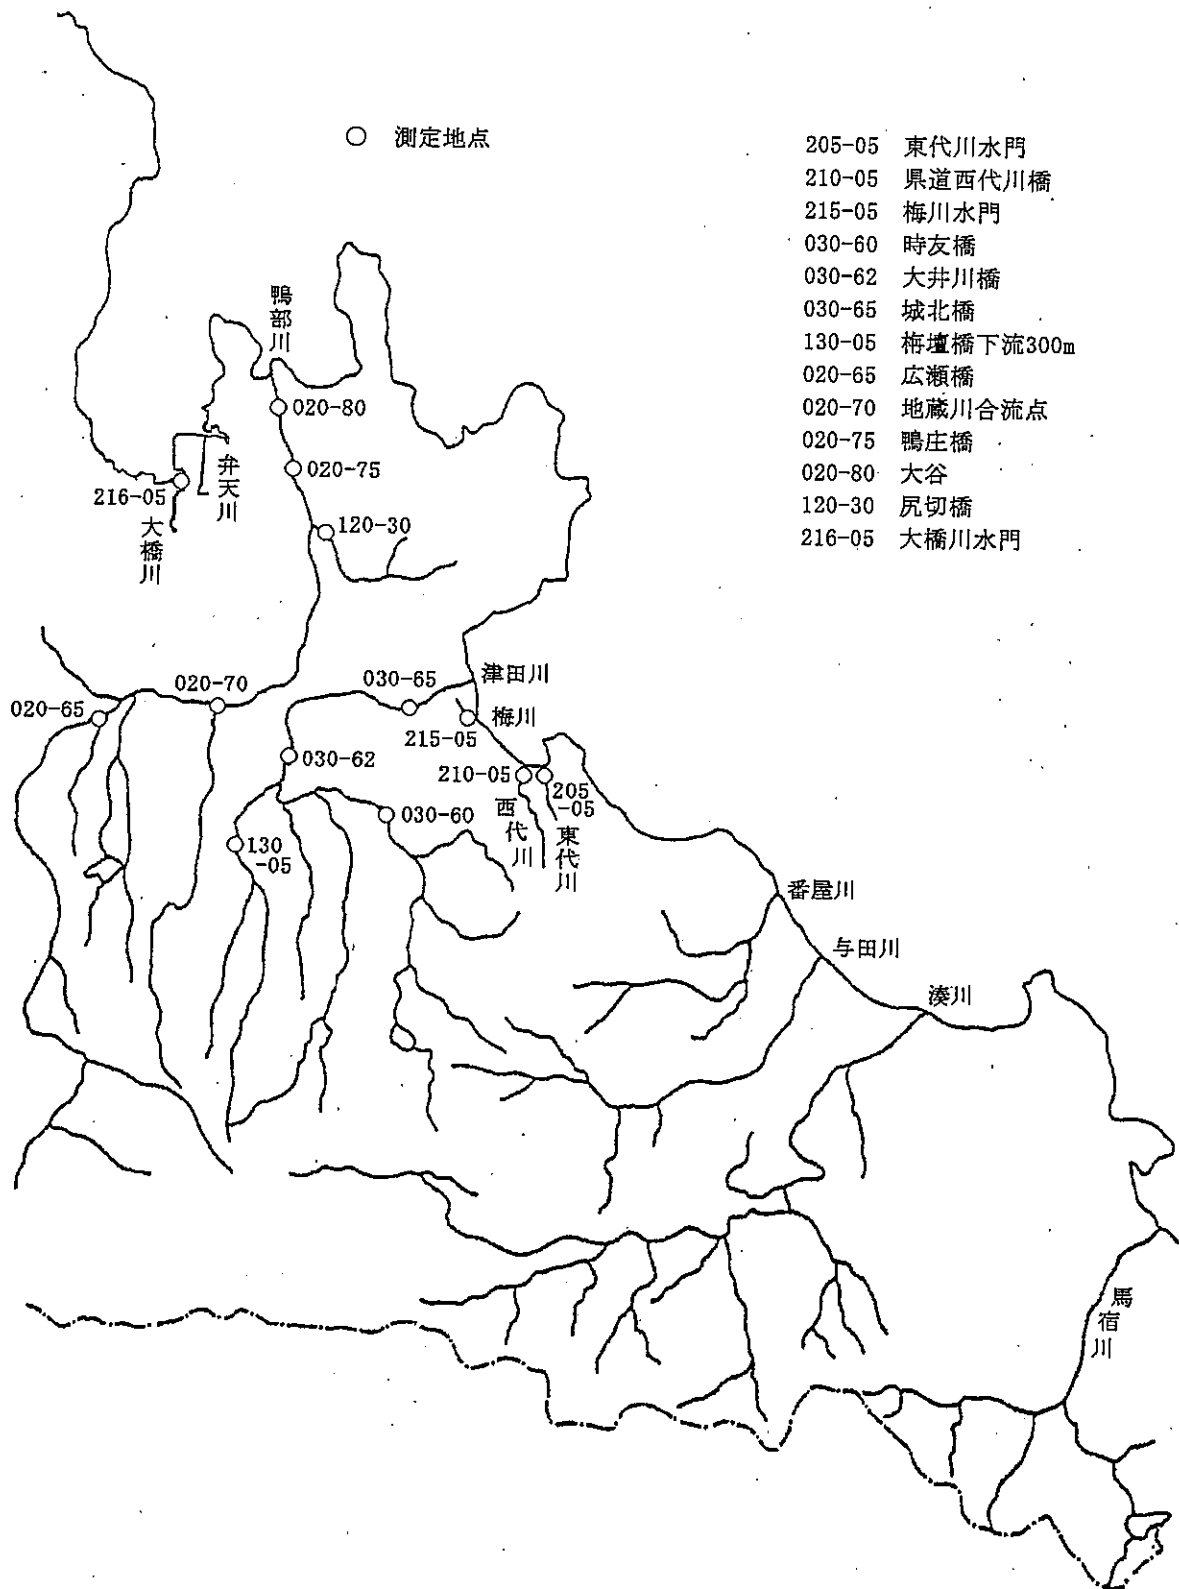 ○ 測定地点
205-05 東代川水門
210-05 県道西代川橋
215-05 梅川水門
030-60 時友橋
030-62 大井川橋
030-65 城北橋
130-05 栴壇橋下流300m
020-65 広瀬橋
020-70 地蔵川合流点
020-75 鴨庄橋
020-80 大谷
120-30 尻切橋
216-05 大橋川水門
鴨部川
020-80
020-75
弁天川
216-05
大橋川
120-30
津田川
030-65
020-70
020-65
梅川
215-05
030-62
210-05
205
-05
西代川
東代川
030-60
130
-05
番屋川
与田川
湊川
馬宿川